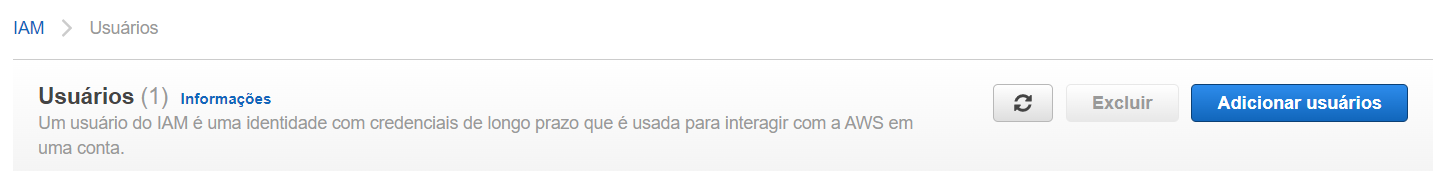 IAM > Usuários
Usuários (1) Informações
Um usuário do IAM é uma identidade com credenciais de longo prazo que é usada para interagir com a AWS em
uma conta.
Excluir
Adicionar usuários